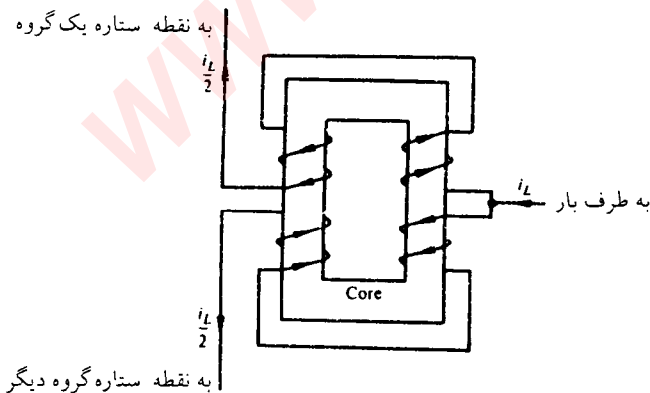 به نقطه ستاره یک گروه
i_L/2
i_L
به طرف بار
Core
i_L/2
به نقطه ستاره گروه دیگر
www